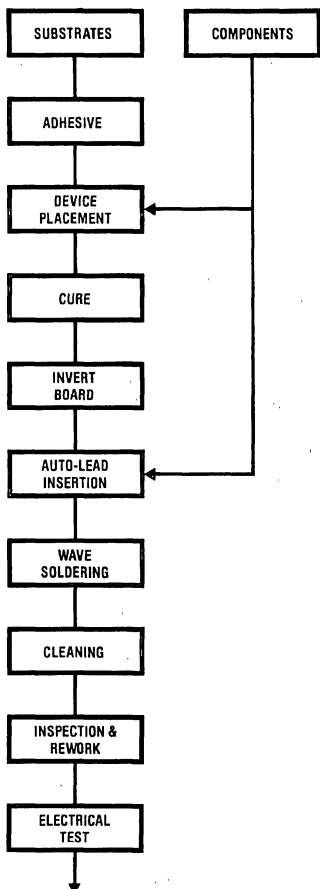 SUBSTRATES
COMPONENTS
ADHESIVE
DEVICE
PLACEMENT
CURE
INVERT
BOARD
AUTO-LEAD
INSERTION
WAVE
SOLDERING
CLEANING
INSPECTION &
REWORK
ELECTRICAL
TEST